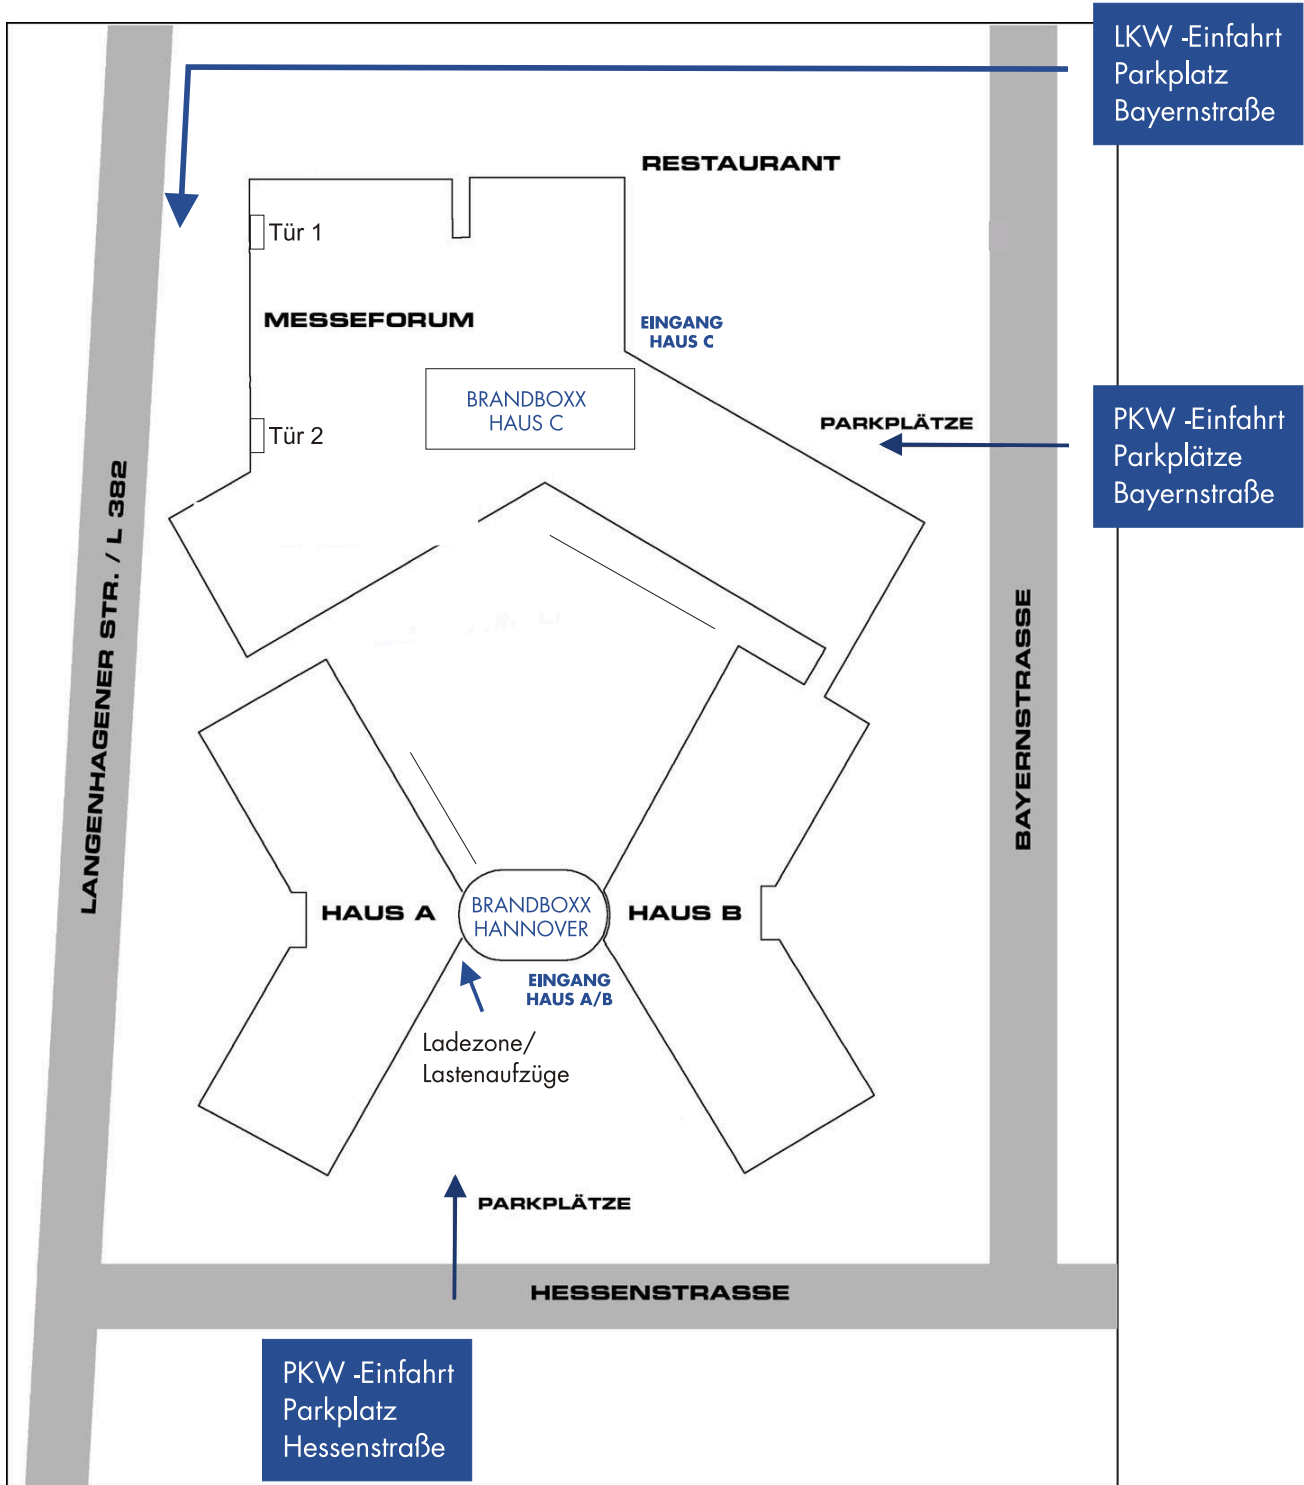 LKW -Einfahrt
Parkplatz
Bayernstraße
RESTAURANT
Tür 1
MESSEFORUM
EINGANG
HAUS C
BRANDBOXX
HAUS C
PARKPLÄTZE
PKW -Einfahrt
Parkplätze
Bayernstraße
Tür 2
LANGENHAGENER STR. / L 382
BAYERNSTRASSE
HAUS A
BRANDBOXX
HANNOVER
HAUS B
EINGANG
HAUS A/B
Ladezone/
Lastenaufzüge
PARKPLÄTZE
HESSENSTRASSE
PKW -Einfahrt
Parkplatz
Hessenstraße